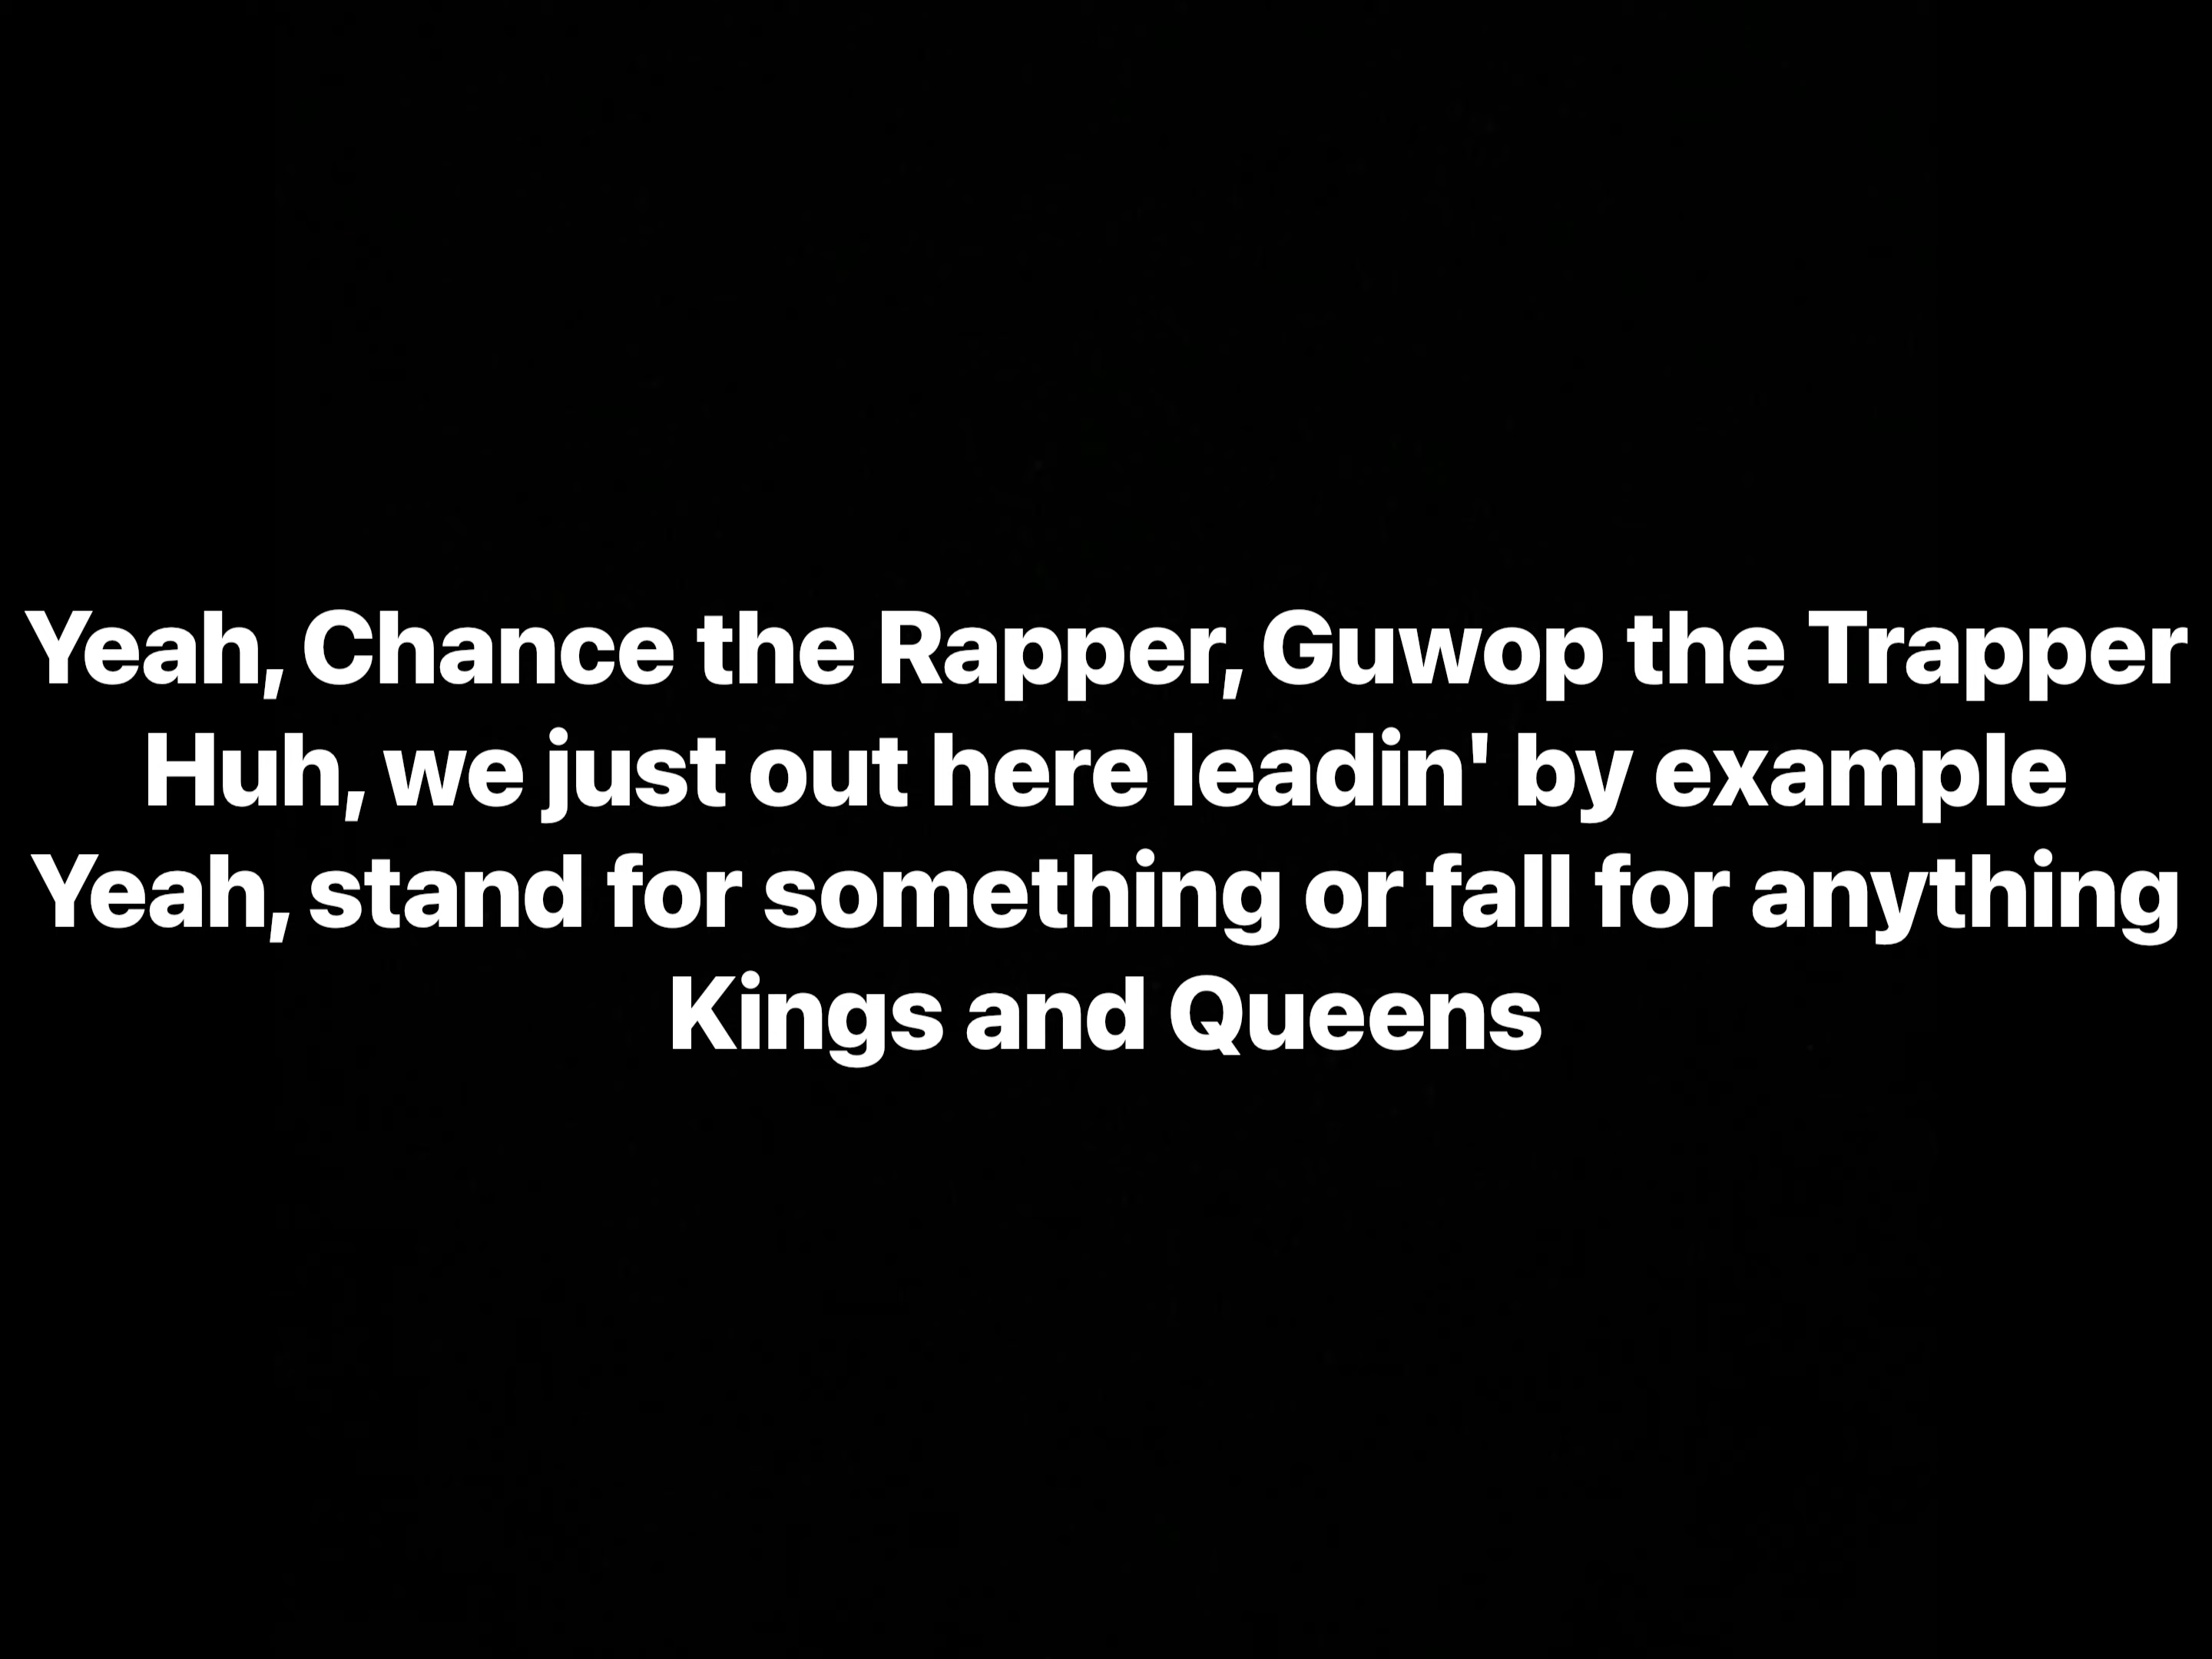 Yeah, Chance the Rapper, Guwop the Trapper
Huh, we just out here leadin' by example
Yeah, stand for something or fall for anything
Kings and Queens